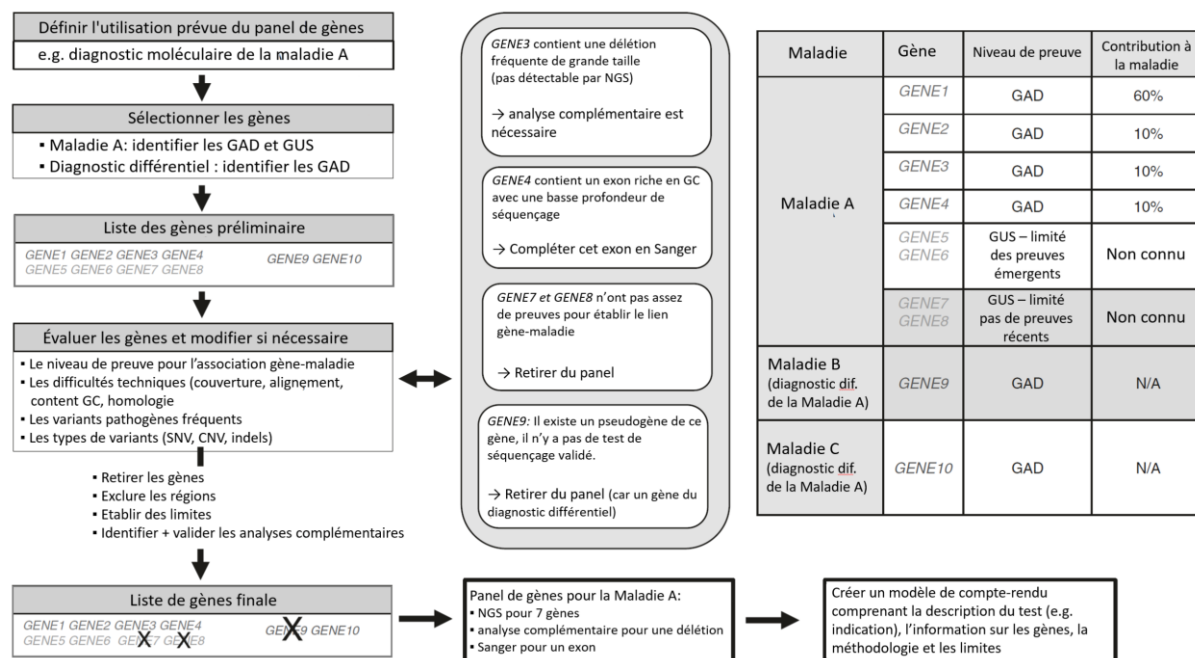 Définir l'utilisation prévue du panel de gènes
e.g. diagnostic moléculaire de la maladie A
Sélectionner les gènes
▪ Maladie A: identifier les GAD et GUS
▪ Diagnostic différentiel : identifier les GAD
Liste des gènes préliminaire
GENE1 GENE2 GENE3 GENE4
GENE5 GENE6 GENE7 GENE8
GENE9 GENE10
Évaluer les gènes et modifier si nécessaire
▪ Le niveau de preuve pour l'association gène-maladie
▪ Les difficultés techniques (couverture, alignement,
content GC, homologie
▪ Les variants pathogènes fréquents
▪ Les types de variants (SNV, CNV, indels)
▪ Retirer les gènes
▪ Exclure les régions
▪ Etablir des limites
▪ Identifier + valider les analyses complémentaires
Liste de gènes finale
GENE1 GENE2 GENE3 GENE4
GENE5 GENE6 GENE7 GENE8
GENE9 GENE10
GENE3 contient une délétion
fréquente de grande taille
(pas détectable par NGS)
→ analyse complémentaire est
nécessaire
GENE4 contient un exon riche en GC
avec une basse profondeur de
séquençage
→ Compléter cet exon en Sanger
GENE7 et GENE8 n'ont pas assez
de preuves pour établir le lien
gène-maladie
→ Retirer du panel
GENE9: Il existe un pseudogène de ce
gène, il n'y a pas de test de
séquençage validé.
→ Retirer du panel (car un gène du
diagnostic différentiel)
Panel de gènes pour la Maladie A:
▪ NGS pour 7 gènes
▪ analyse complémentaire pour une délétion
▪ Sanger pour un exon
Créer un modèle de compte-rendu
comprenant la description du test (e.g.
indication), l'information sur les gènes, la
méthodologie et les limites
Maladie
Gène
Niveau de preuve
Contribution à
la maladie
Maladie A
GENE1
GAD
60%
GENE2
GAD
10%
GENE3
GAD
10%
GENE4
GAD
10%
GENE5
GENE6
GUS – limité
des preuves
émergents
Non connu
GENE7
GENE8
GUS – limité
pas de preuves
récents
Non connu
Maladie B
(diagnostic dif.
de la Maladie A)
GENE9
GAD
N/A
Maladie C
(diagnostic dif.
de la Maladie A)
GENE10
GAD
N/A